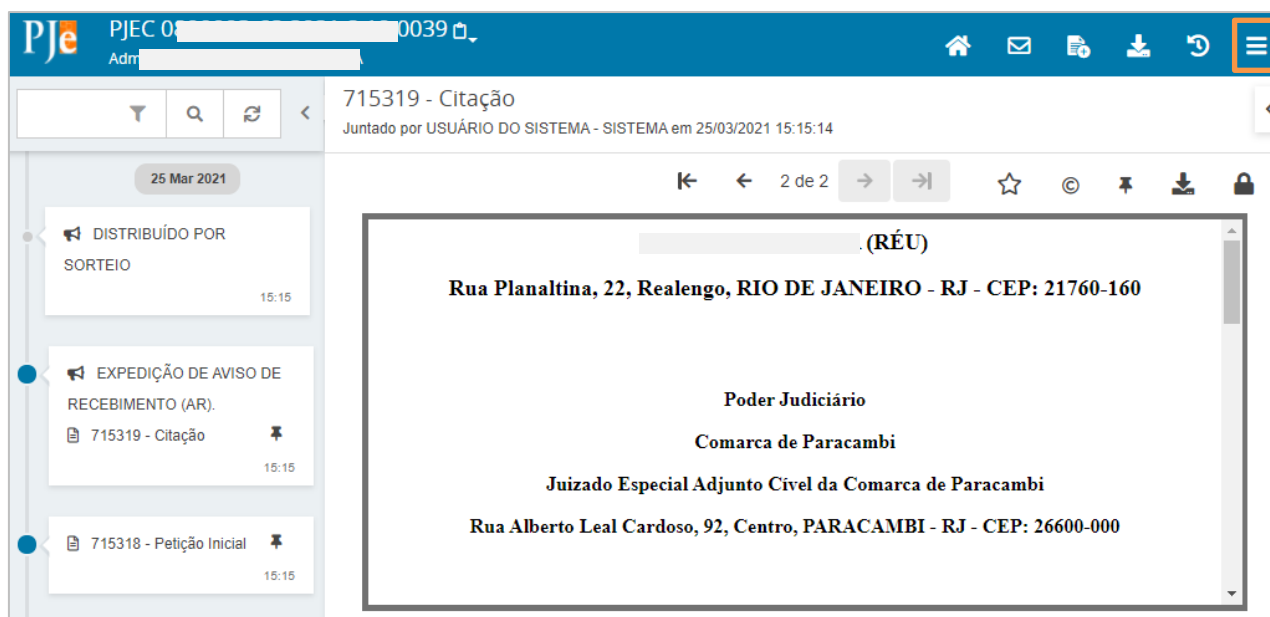 PJe
PJEC 0 0039
Adm
715319 - Citação
Juntado por USUÁRIO DO SISTEMA - SISTEMA em 25/03/2021 15:15:14
25 Mar 2021
2 de 2
DISTRIBUÍDO POR
SORTEIO
15:15
EXPEDIÇÃO DE AVISO DE
RECEBIMENTO (AR).
715319 - Citação
15:15
715318 - Petição Inicial
15:15
(RÉU)
Rua Planaltina, 22, Realengo, RIO DE JANEIRO - RJ - CEP: 21760-160
Poder Judiciário
Comarca de Paracambi
Juizado Especial Adjunto Cível da Comarca de Paracambi
Rua Alberto Leal Cardoso, 92, Centro, PARACAMBI - RJ - CEP: 26600-000